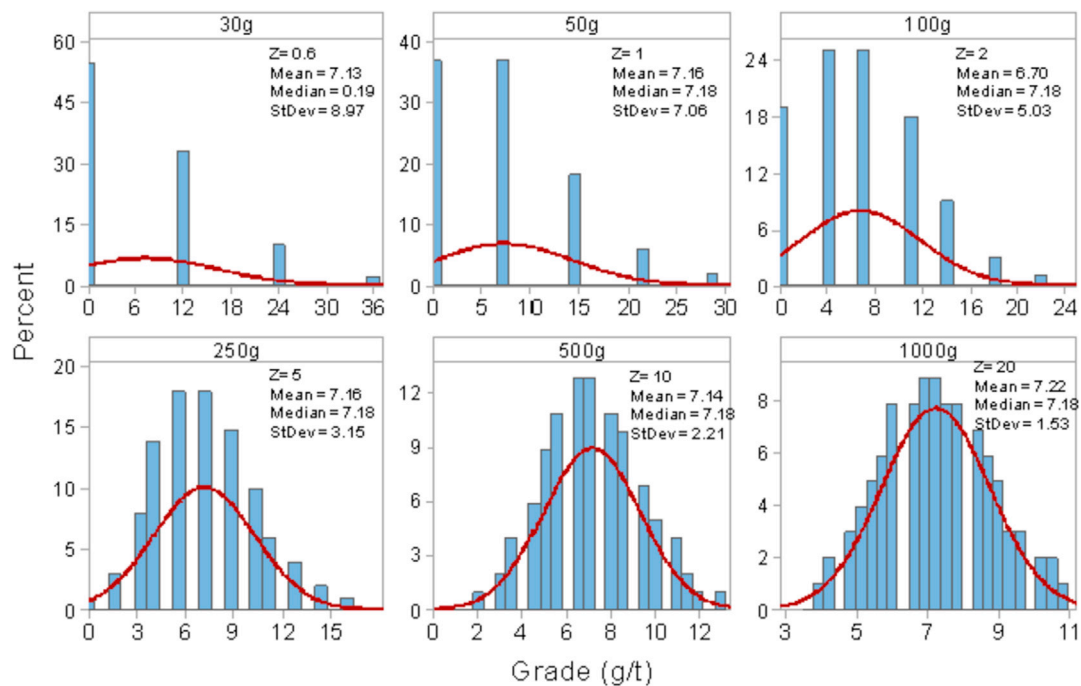 30g
60
45
30
15
0
Z= 0.6
Mean = 7.13
Median = 0.19
StDev = 8.97
0 6 12 18 24 30 36
50g
40
30
20
10
0
Z= 1
Mean = 7.16
Median = 7.18
StDev = 7.06
0 5 10 15 20 25 30
100g
24
18
12
6
0
Z= 2
Mean = 6.70
Median = 7.18
StDev = 5.03
0 4 8 12 16 20 24
Percent
250g
20
15
10
5
0
Z= 5
Mean = 7.16
Median = 7.18
StDev = 3.15
0 3 6 9 12 15
500g
12
9
6
3
0
Z= 10
Mean = 7.14
Median = 7.18
StDev = 2.21
0 2 4 6 8 10 12
1000g
8
6
4
2
0
Z= 20
Mean = 7.22
Median = 7.18
StDev = 1.53
3 5 7 9 11
Grade (g/t)